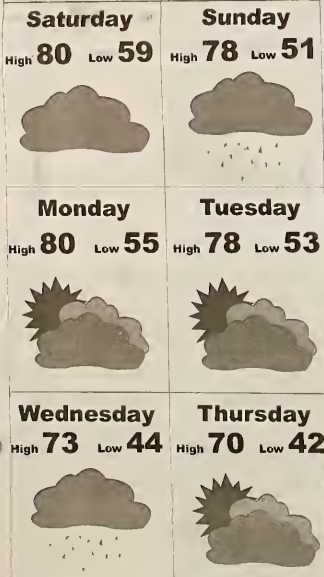 Saturday
High 80 Low 59
Sunday
High 78 Low 51
Monday
High 80 Low 55
Tuesday
High 78 Low 53
Wednesday
High 73 Low 44
Thursday
High 70 Low 42